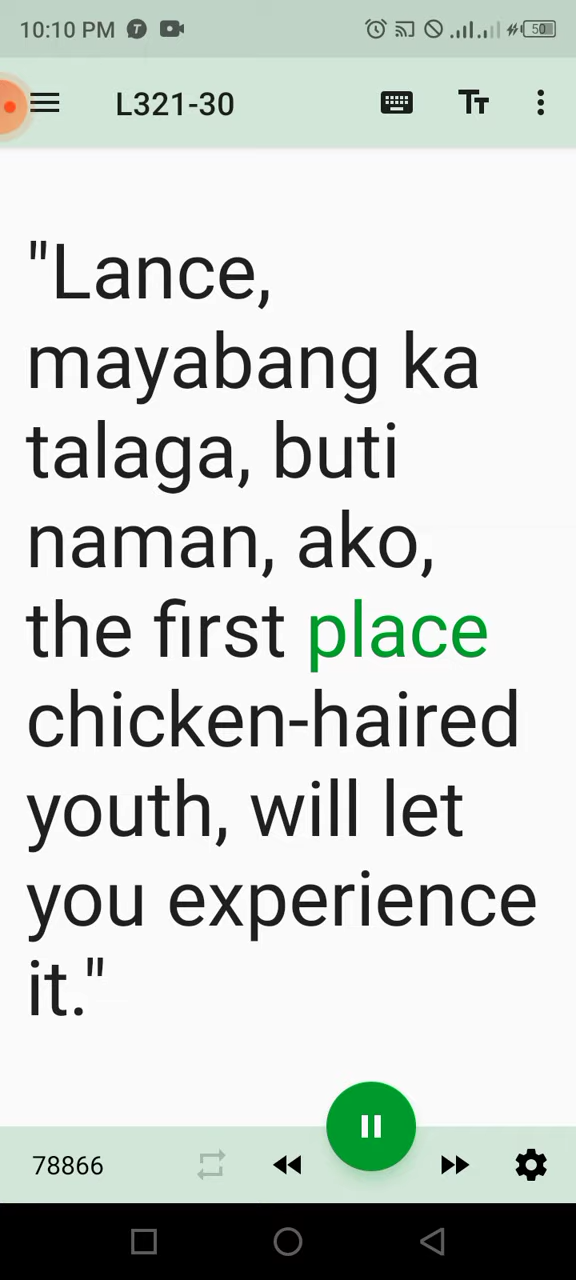 10:10 PM
50
L321-30
"Lance,
mayabang ka
talaga, buti
naman, ako,
the first place
chicken-haired
youth, will let
you experience
it."
78866